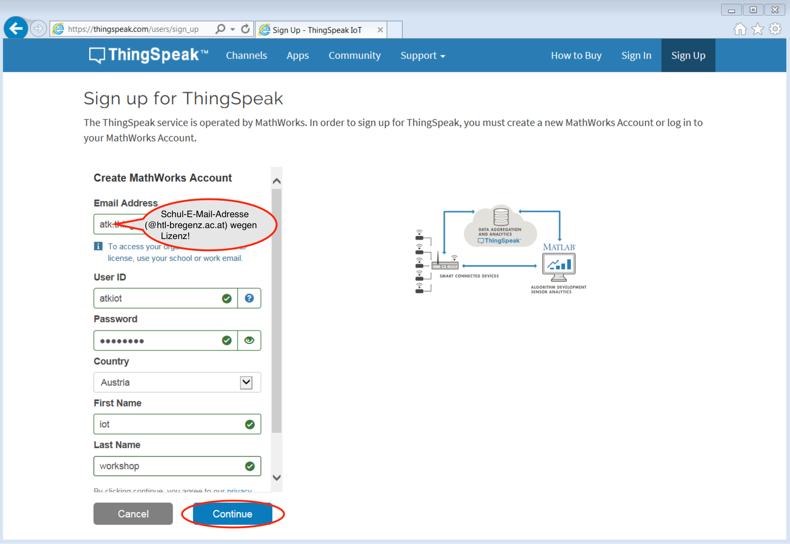 https://thingspeak.com/users/sign_up
Sign Up - ThingSpeak IoT
ThingSpeak™
Channels
Apps
Community
Support
How to Buy
Sign In
Sign Up
Sign up for ThingSpeak
The ThingSpeak service is operated by MathWorks. In order to sign up for ThingSpeak, you must create a new MathWorks Account or log in to
your MathWorks Account.
Create MathWorks Account
Email Address
Schul-E-Mail-Adresse
(@htl-bregenz.ac.at) wegen
Lizenz!
To access your
license, use your school or work email.
User ID
atkiot
Password
Country
Austria
First Name
iot
Last Name
workshop
By clicking continue, you agree to our privacy
Cancel
Continue
DATA AGGREGATION
AND ANALYTICS
ThingSpeak™
SMART CONNECTED DEVICES
MATLAB
ALGORITHM DEVELOPMENT
SENSOR ANALYTICS